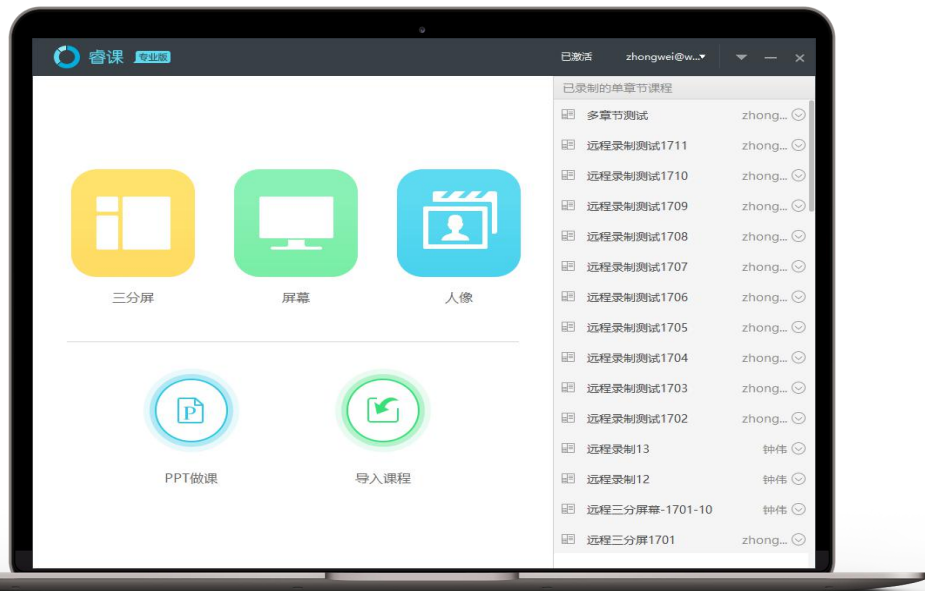 睿课 专业版
已激活 zhongwei@w...
已录制的单章节课程
多章节测试 zhong...
远程录制测试1711 zhong...
远程录制测试1710 zhong...
远程录制测试1709 zhong...
远程录制测试1708 zhong...
远程录制测试1707 zhong...
远程录制测试1706 zhong...
远程录制测试1705 zhong...
远程录制测试1704 zhong...
远程录制测试1703 zhong...
远程录制测试1702 zhong...
远程录制13 钟伟
远程录制12 钟伟
远程三分屏幕-1701-10 钟伟
远程三分屏1701 zhong...
三分屏
屏幕
人像
P
PPT做课
导入课程